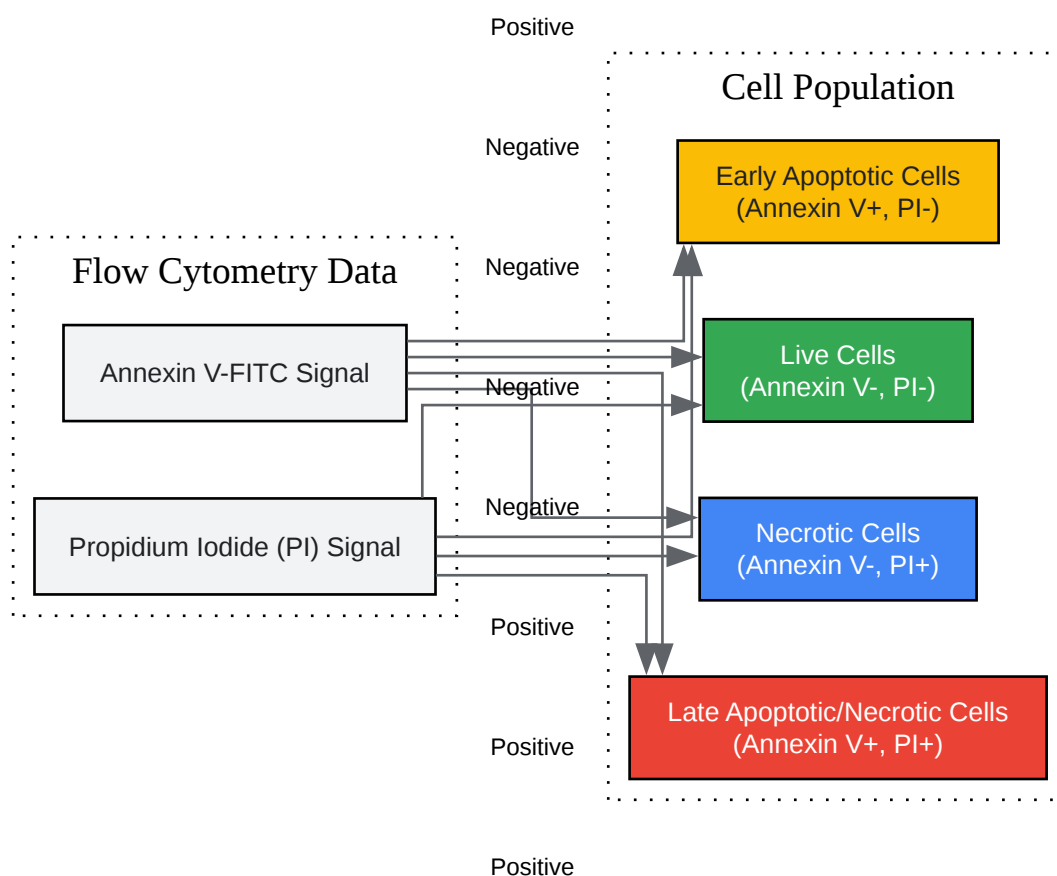 Positive
Cell Population
Negative
Early Apoptotic Cells
(Annexin V+, PI-)
Flow Cytometry Data
Negative
Annexin V-FITC Signal
Live Cells
(Annexin V-, PI-)
Negative
Negative
Propidium Iodide (PI) Signal
Necrotic Cells
(Annexin V-, PI+)
Positive
Late Apoptotic/Necrotic Cells
(Annexin V+, PI+)
Positive
Positive